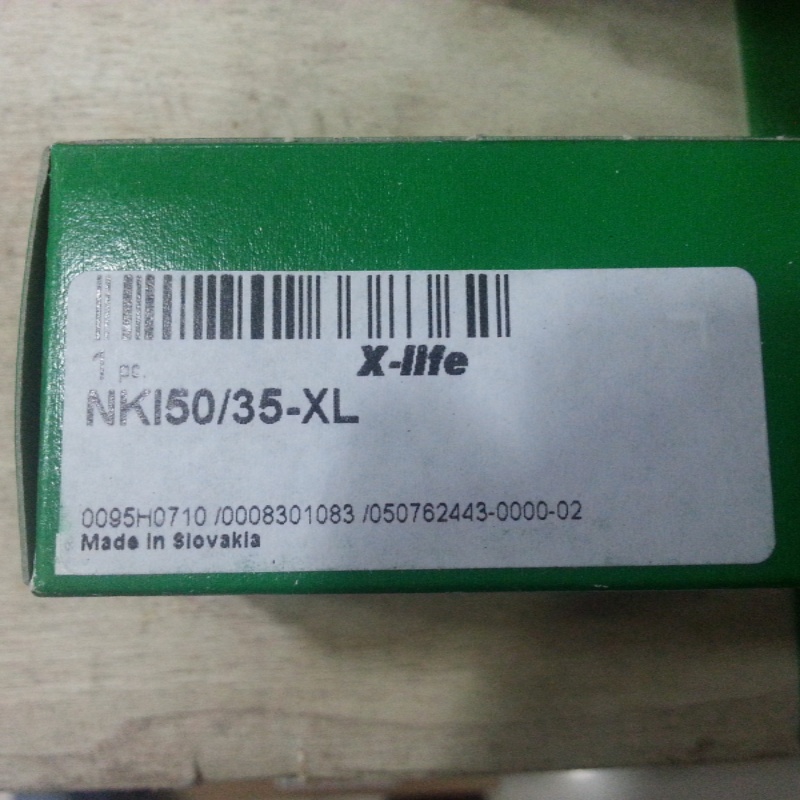 1 pc.
X-life
NKI50/35-XL
0095H0710 /0008301083 /050762443-0000-02
Made in Slovakia